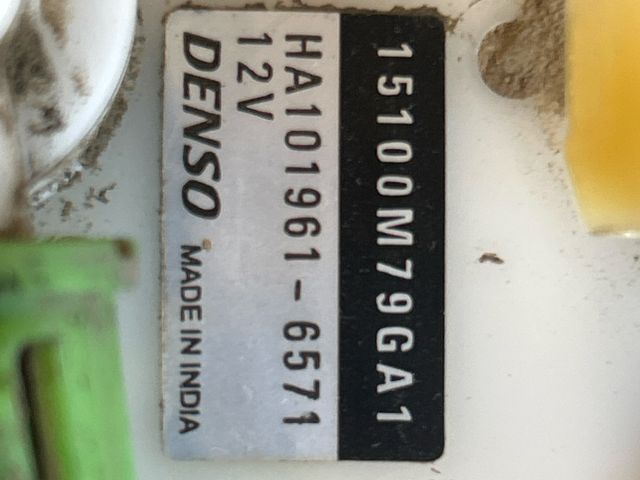 15100M79GA1
HA101961-6571
12V
DENSO MADE IN INDIA